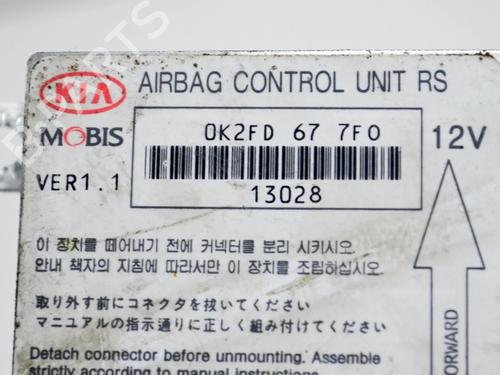 KIA
AIRBAG CONTROL UNIT RS
MOBIS
0K2FD 67 7F0
12V
VER1.1
13028
이 장치를 떼어내기 전에 커넥터를 분리 시키시오.
안내 책자의 지침에 따라서만 이 장치를 조립하십시오.
取り外す前にコネクタを抜いてください
マニュアルの指示通りに正しく組み付けてください
FORWARD
Detach connector before unmounting. Assemble
strictly according to manual instructions